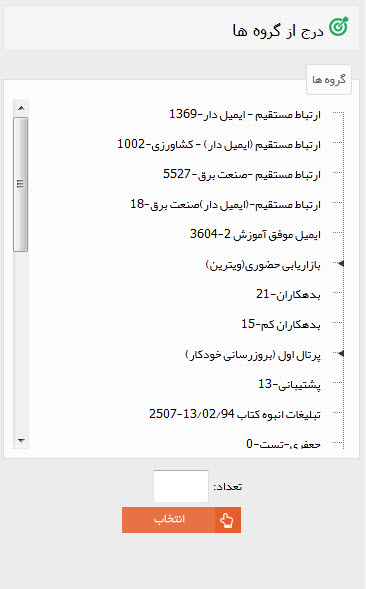 درج از گروه ها
گروه ها
ارتباط مستقیم - ایمیل دار-1369
ارتباط مستقیم (ایمیل دار) - کشاورزی-1002
ارتباط مستقیم -صنعت برق-5527
ارتباط مستقیم-(ایمیل دار)صنعت برق-18
ایمیل موفق آموزش 2-3604
بازاریابی حضوری(ویترین)
بدهکاران-21
بدهکاران کم-15
پرتال اول (بروزرسانی خودکار)
پشتیبانی-13
تبلیغات انبوه کتاب 13/02/94-2507
جعفری-تست-0
تعداد:
انتخاب